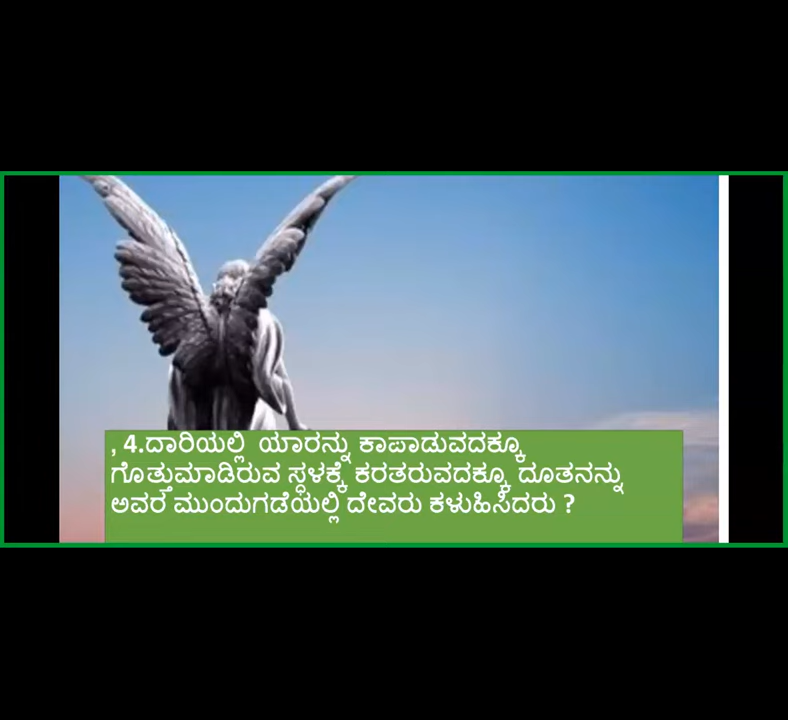 , 4.ದಾರಿಯಲ್ಲಿ ಯಾರನ್ನು ಕಾಪಾಡುವದಕ್ಕೂ
ಗೊತ್ತುಮಾಡಿರುವ ಸ್ಥಳಕ್ಕೆ ಕರತರುವದಕ್ಕೂ ದೂತನನ್ನು
ಅವರ ಮುಂದುಗಡೆಯಲ್ಲಿ ದೇವರು ಕಳುಹಿಸಿದರು ?